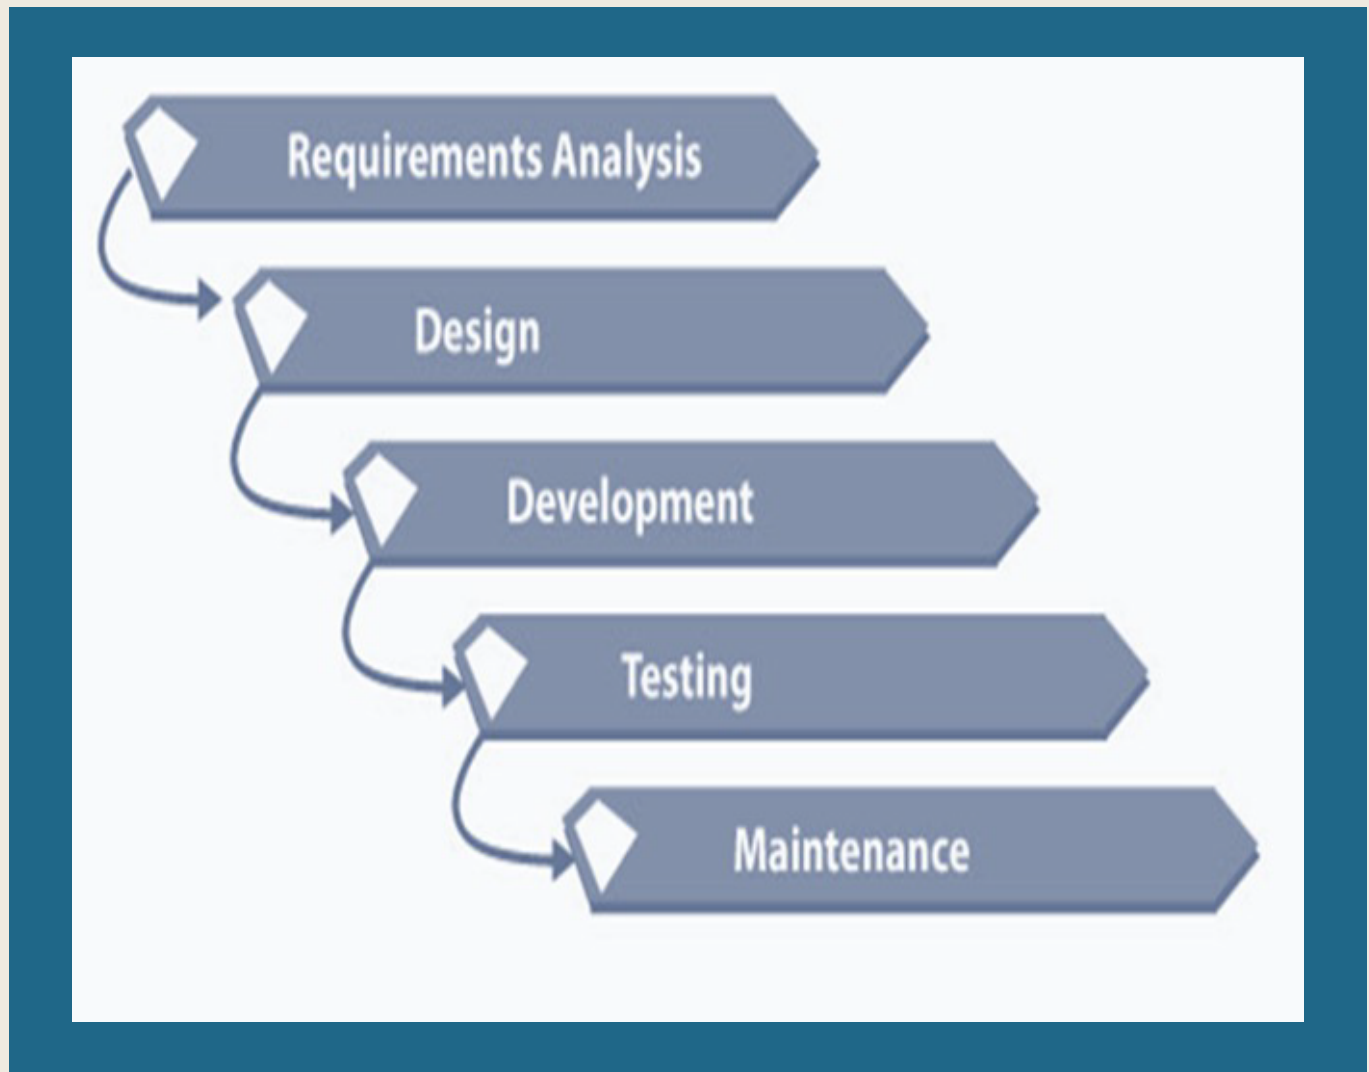 Requirements Analysis
Design
Development
Testing
Maintenance